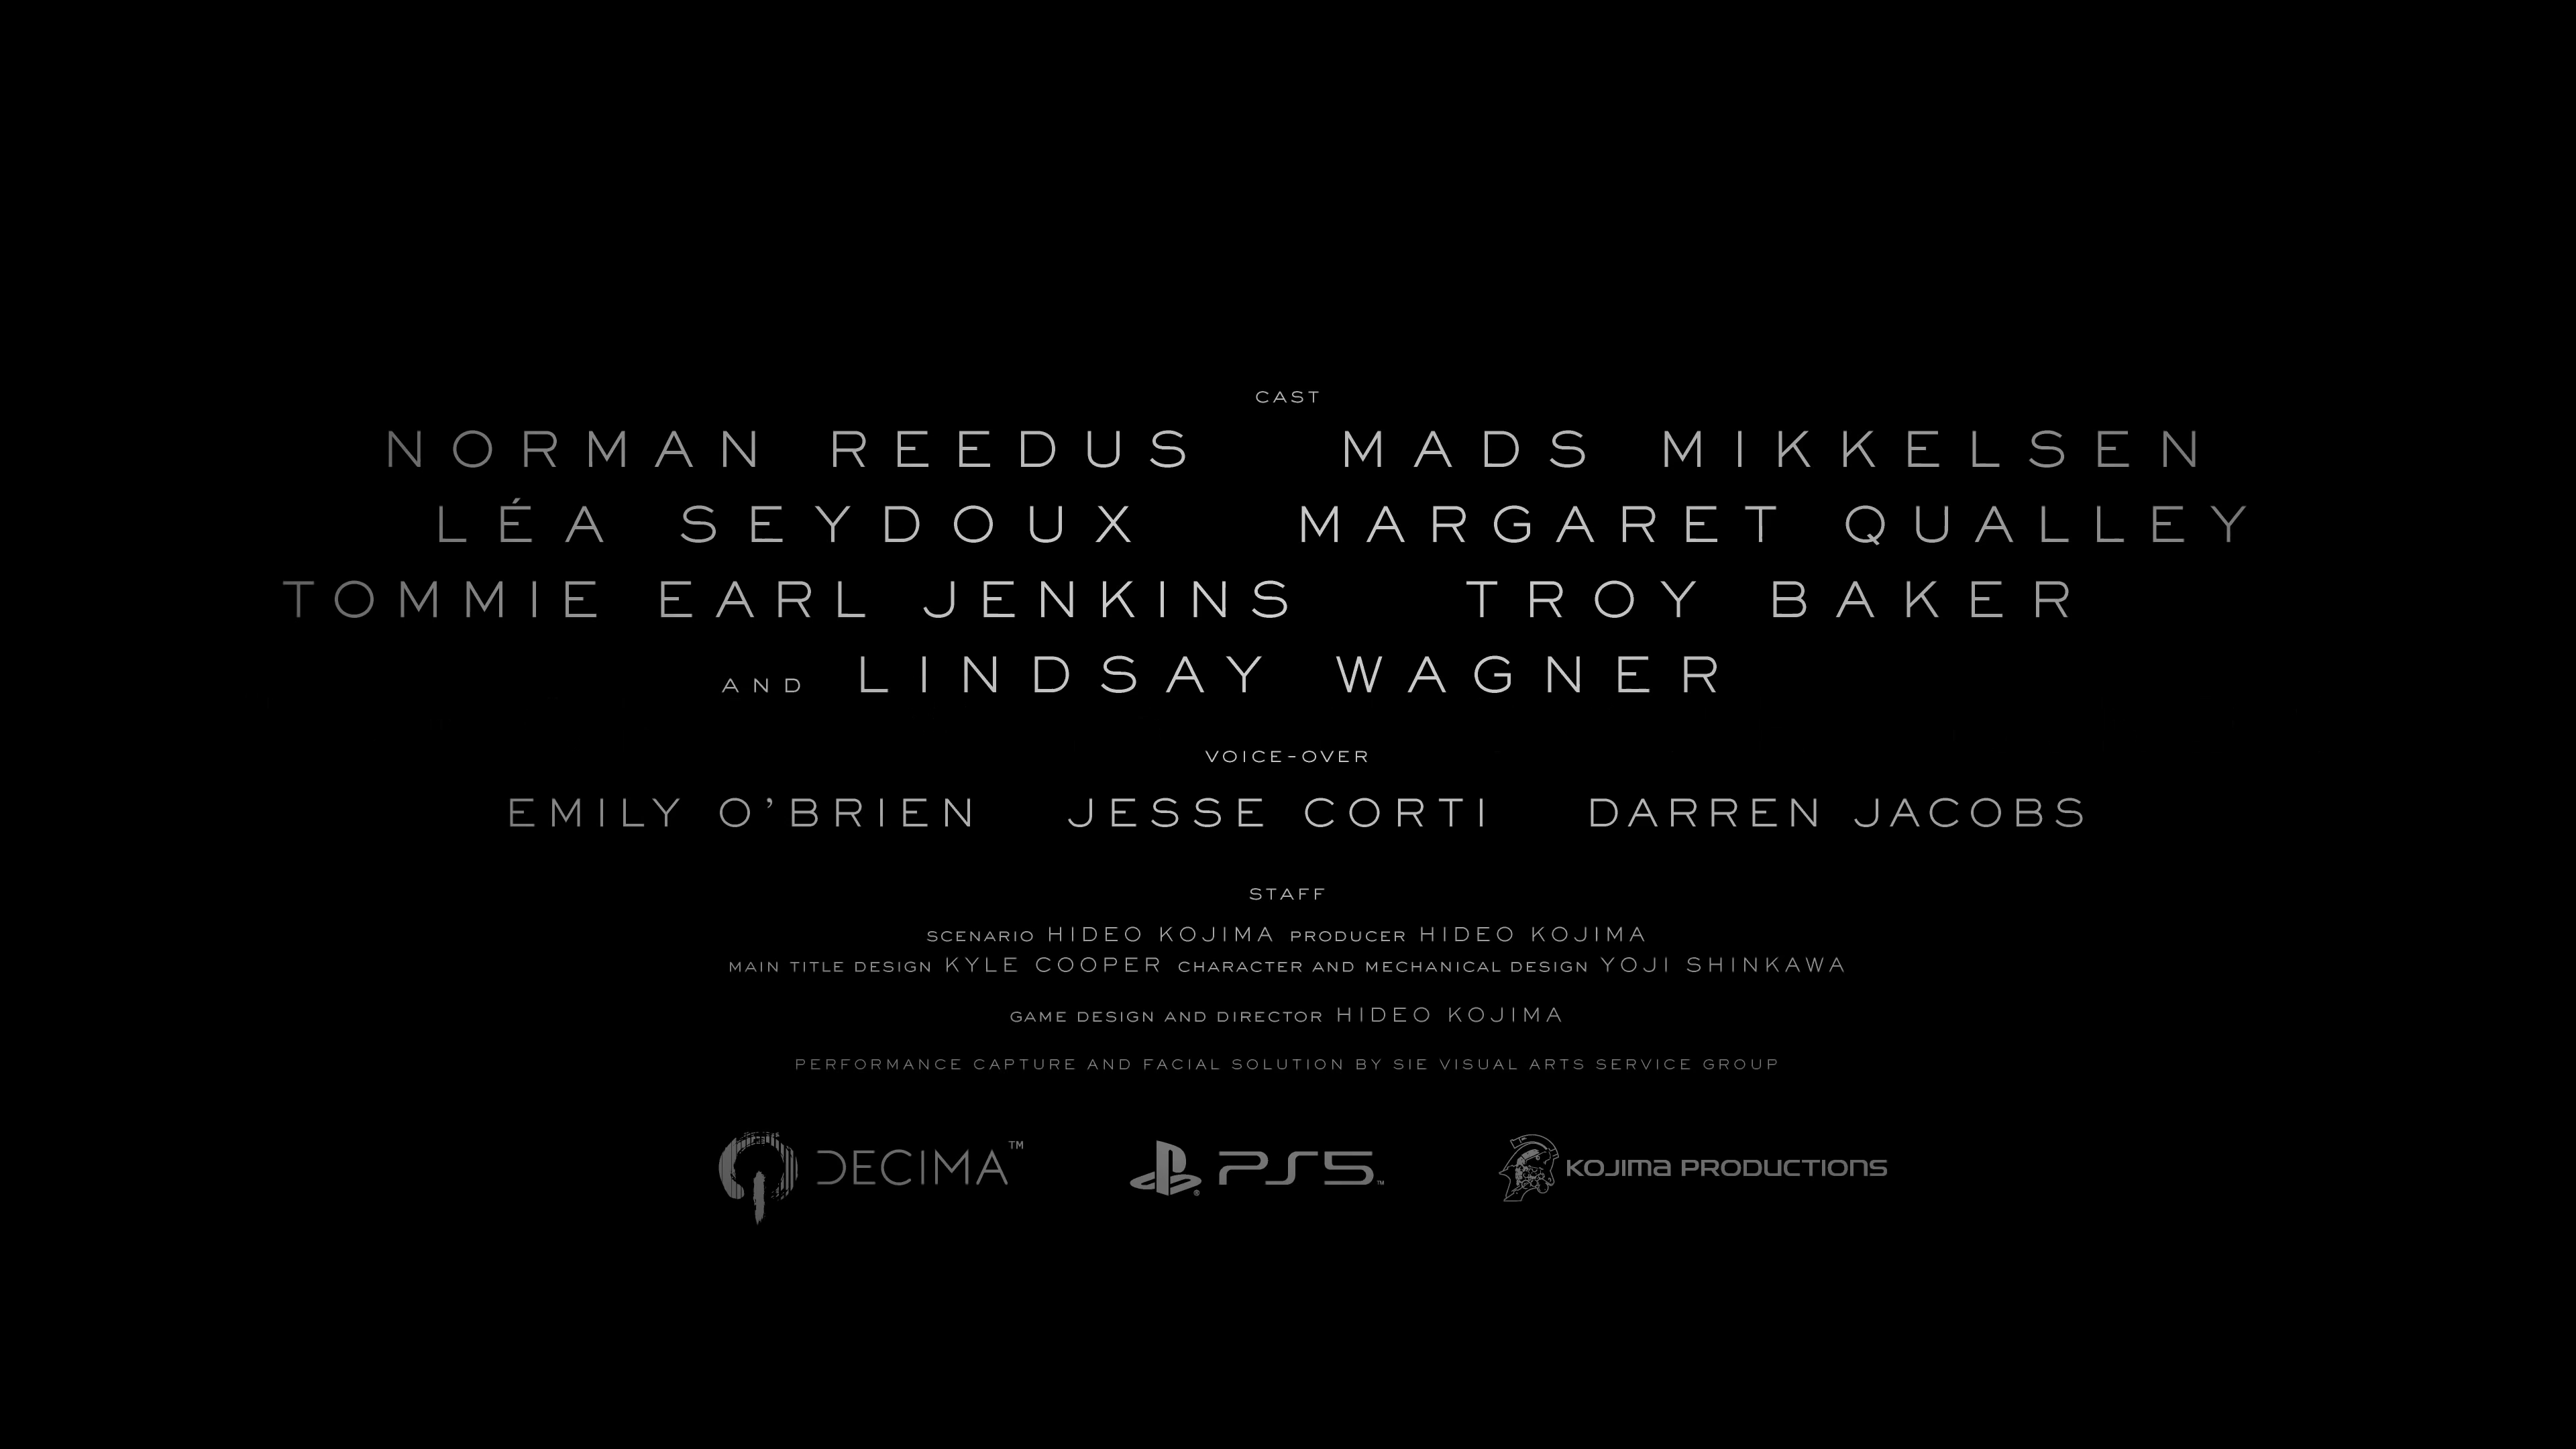 CAST
NORMAN REEDUS MADS MIKKELSEN
LÉA SEYDOUX MARGARET QUALLEY
TOMMIE EARL JENKINS TROY BAKER
AND LINDSAY WAGNER
VOICE-OVER
EMILY O’BRIEN JESSE CORTI DARREN JACOBS
STAFF
SCENARIO HIDEO KOJIMA PRODUCER HIDEO KOJIMA
MAIN TITLE DESIGN KYLE COOPER CHARACTER AND MECHANICAL DESIGN YOJI SHINKAWA
GAME DESIGN AND DIRECTOR HIDEO KOJIMA
PERFORMANCE CAPTURE AND FACIAL SOLUTION BY SIE VISUAL ARTS SERVICE GROUP
DECIMA™ PS5™ KOJIMA PRODUCTIONS